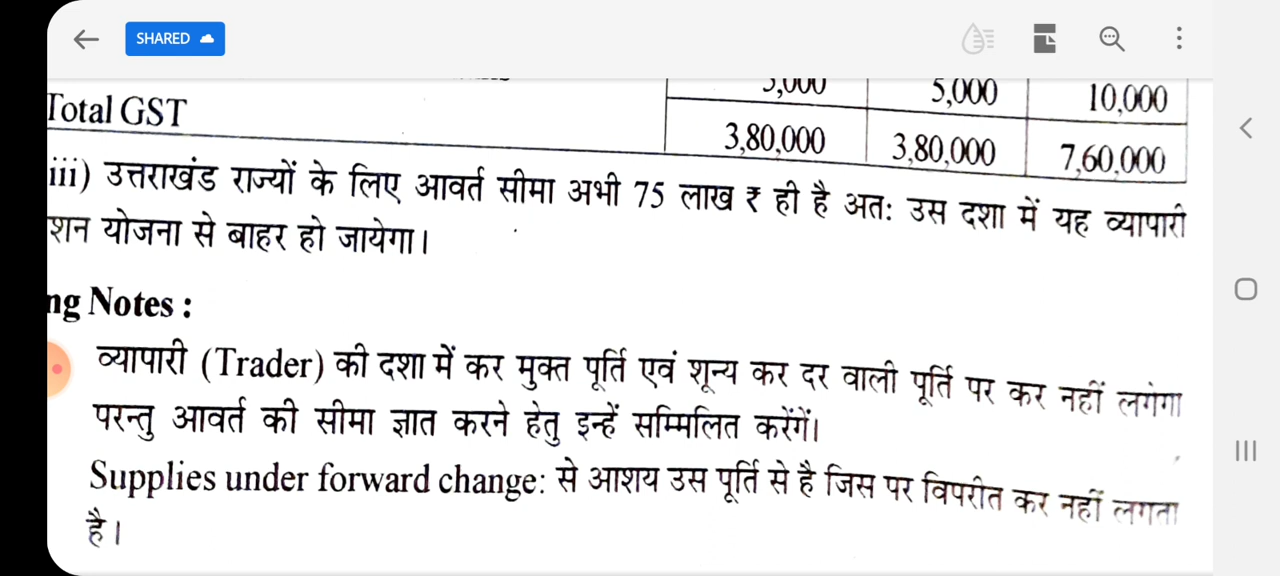 SHARED
5,000 10,000
Total GST 3,80,000 3,80,000 7,60,000
iii) उत्तराखंड राज्यों के लिए आवर्त सीमा अभी 75 लाख ₹ ही है अत: उस दशा में यह व्यापारी
शन योजना से बाहर हो जायेगा।
ng Notes :
व्यापारी (Trader) की दशा में कर मुक्त पूर्ति एवं शून्य कर दर वाली पूर्ति पर कर नहीं लगेगा
परन्तु आवर्त की सीमा ज्ञात करने हेतु इन्हें सम्मिलित करेंगें।
Supplies under forward change: से आशय उस पूर्ति से है जिस पर विपरीत कर नहीं लगता
है।